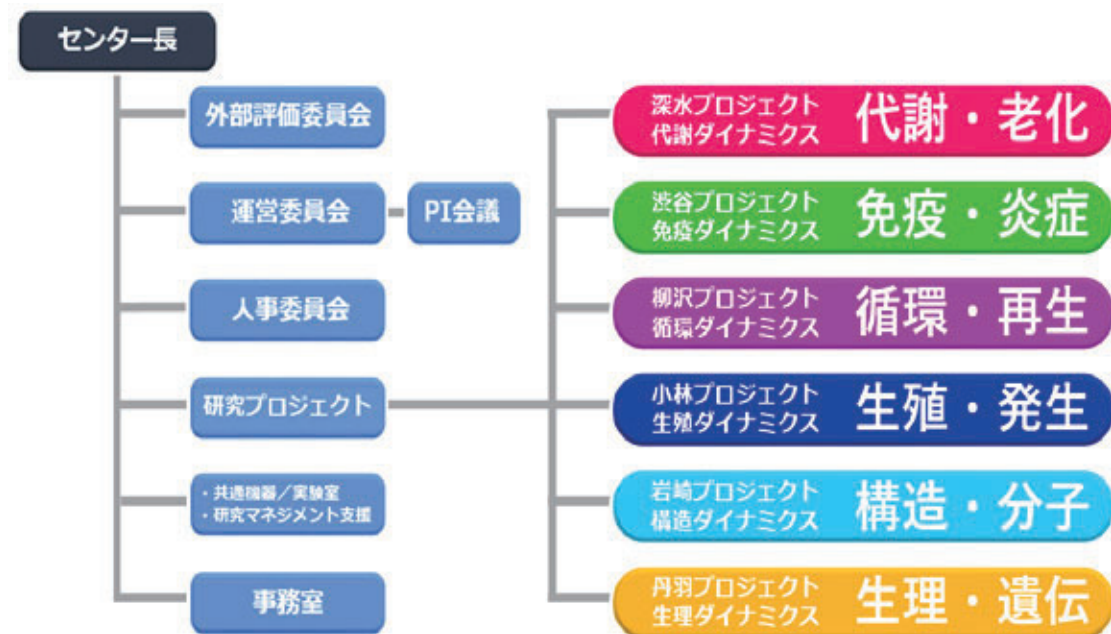 センター長
外部評価委員会
運営委員会
PI会議
人事委員会
研究プロジェクト
・共通機器／実験室
・研究マネジメント支援
事務室
深水プロジェクト
代謝ダイナミクス
代謝・老化
渋谷プロジェクト
免疫ダイナミクス
免疫・炎症
柳沢プロジェクト
循環ダイナミクス
循環・再生
小林プロジェクト
生殖ダイナミクス
生殖・発生
岩崎プロジェクト
構造ダイナミクス
構造・分子
丹羽プロジェクト
生理ダイナミクス
生理・遺伝